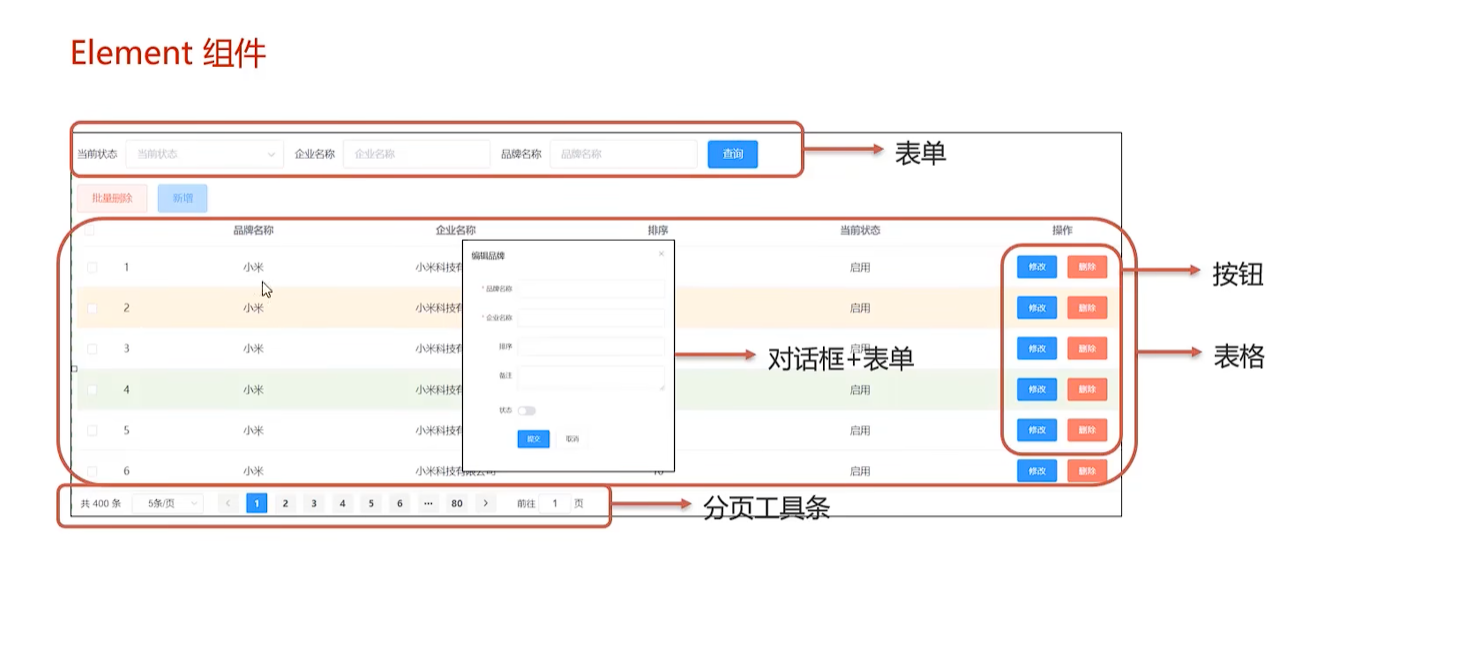 Element 组件
当前状态 当前状态 企业名称 企业名称 品牌名称 品牌名称 查询
表单
批量删除 新增
品牌名称 企业名称 排序 当前状态 操作
1 小米 小米科技有 启用 修改 删除
按钮
2 小米 小米科技有 启用 修改 删除
3 小米 小米科技有 启用 修改 删除
表格
4 小米 小米科技有 启用 修改 删除
5 小米 小米科技有 启用 修改 删除
6 小米 小米科技有限公司 10 启用 修改 删除
编辑品牌 ×
* 品牌名称
* 企业名称
排序
备注
状态
提交 取消
对话框+表单
共 400 条 5条/页 < 1 2 3 4 5 6 ··· 80 > 前往 1 页
分页工具条